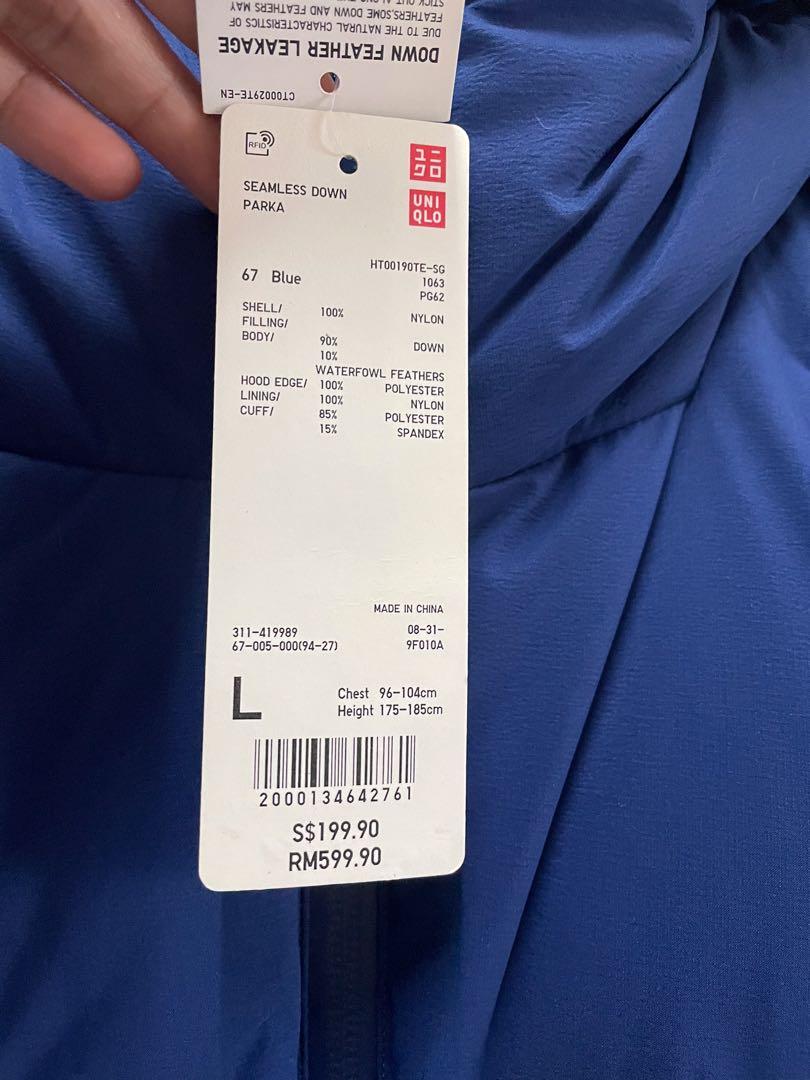 STICK OUT
FEATHERS,SOME DOWN AND FEATHERS MAY
DUE TO THE NATURAL CHARACTERISTICS OF
DOWN FEATHER LEAKAGE
CT00029TE-EN
RFID
ユニ
クロ
UNI
QLO
SEAMLESS DOWN
PARKA
HT00190TE-SG
67 Blue
1063
PG62
SHELL/ 100% NYLON
FILLING/
BODY/ 90% DOWN
10%
WATERFOWL FEATHERS
HOOD EDGE/ 100% POLYESTER
LINING/ 100% NYLON
CUFF/ 85% POLYESTER
15% SPANDEX
MADE IN CHINA
311-419989 08-31-
67-005-000(94-27) 9F010A
L
Chest 96-104cm
Height 175-185cm
2000134642761
S$199.90
RM599.90